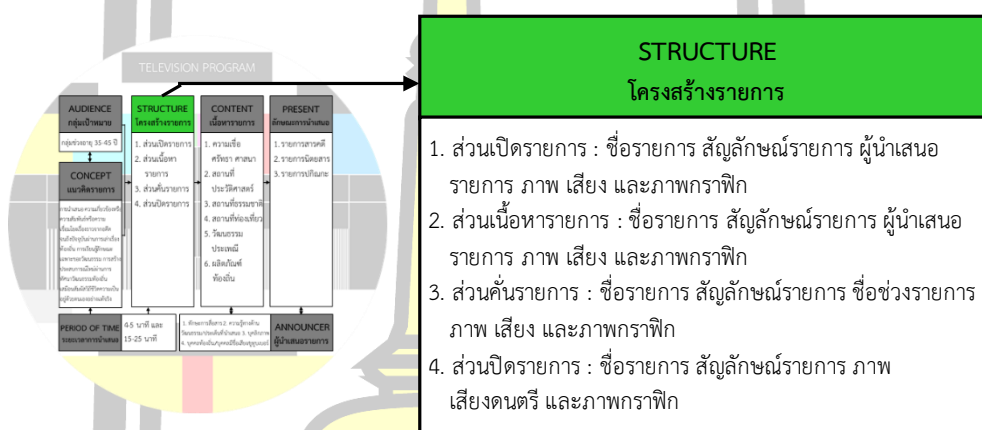 TELEVISION PROGRAM
AUDIENCE
กลุ่มเป้าหมาย
กลุ่มช่วงอายุ 35-45 ปี
CONCEPT
แนวคิดรายการ
STRUCTURE
โครงสร้างรายการ
1. ส่วนเปิดรายการ
2. ส่วนเนื้อหา
รายการ
3. ส่วนคั่นรายการ
4. ส่วนปิดรายการ
CONTENT
เนื้อหารายการ
1. ความเชื่อ
ศรัทธา ศาสนา
2. สถานที่
ประวัติศาสตร์
3. สถานที่ธรรมชาติ
4. สถานที่ท่องเที่ยว
5. วัฒนธรรม
ประเพณี
6. ผลิตภัณฑ์
ท้องถิ่น
PRESENT
ลักษณะการนำเสนอ
1. รายการสารคดี
2. รายการนิตยสาร
3. รายการปกิณกะ
PERIOD OF TIME
ระยะเวลาการนำเสนอ
4-5 นาที และ
15-25 นาที
ANNOUNCER
ผู้นำเสนอรายการ
STRUCTURE
โครงสร้างรายการ
1. ส่วนเปิดรายการ : ชื่อรายการ สัญลักษณ์รายการ ผู้นำเสนอ
รายการ ภาพ เสียง และภาพกราฟิก
2. ส่วนเนื้อหารายการ : ชื่อรายการ สัญลักษณ์รายการ ผู้นำเสนอ
รายการ ภาพ เสียง และภาพกราฟิก
3. ส่วนคั่นรายการ : ชื่อรายการ สัญลักษณ์รายการ ชื่อช่วงรายการ
ภาพ เสียง และภาพกราฟิก
4. ส่วนปิดรายการ : ชื่อรายการ สัญลักษณ์รายการ ภาพ
เสียงดนตรี และภาพกราฟิก